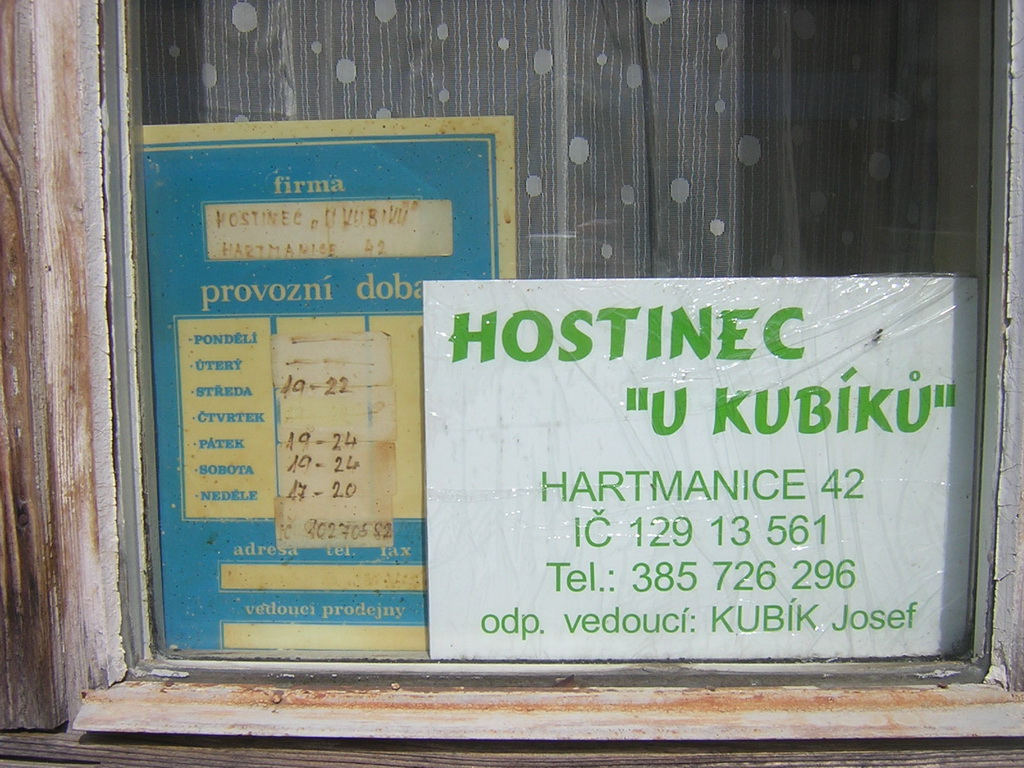 firma
HOSTINEC „U KUBIKŮ"
HARTMANICE 42
provozní doba
·PONDĚLÍ
·ÚTERÝ
·STŘEDA 19-22
·ČTVRTEK
·PÁTEK 19-24
·SOBOTA 19-24
·NEDĚLE 17-20
IČ
adresa tel. fax
vedoucí prodejny
HOSTINEC
"U KUBÍKŮ"
HARTMANICE 42
IČ 129 13 561
Tel.: 385 726 296
odp. vedoucí: KUBÍK Josef